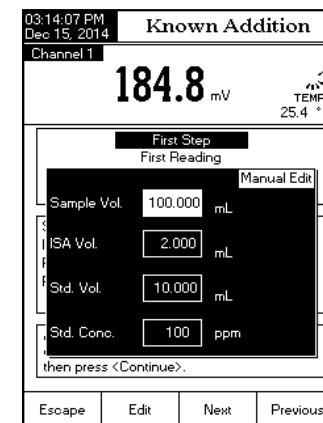 03:14:07 PM
Dec 15, 2014
Known Addition
Channel 1
184.8 mV
TEMP
25.4 °
First Step
First Reading
Manual Edit
Sample Vol. 100.000 mL
ISA Vol. 2.000 mL
Std. Vol. 10.000 mL
Std. Conc. 100 ppm
then press <Continue>.
Escape Edit Next Previous